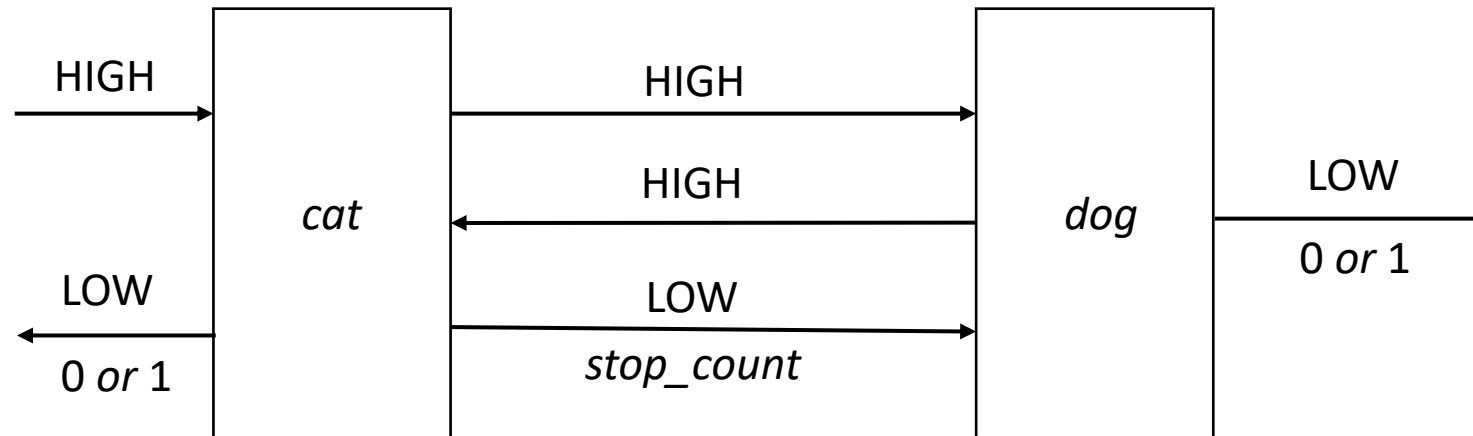 HIGH
cat
LOW
0 or 1
HIGH
HIGH
LOW
stop_count
dog
LOW
0 or 1